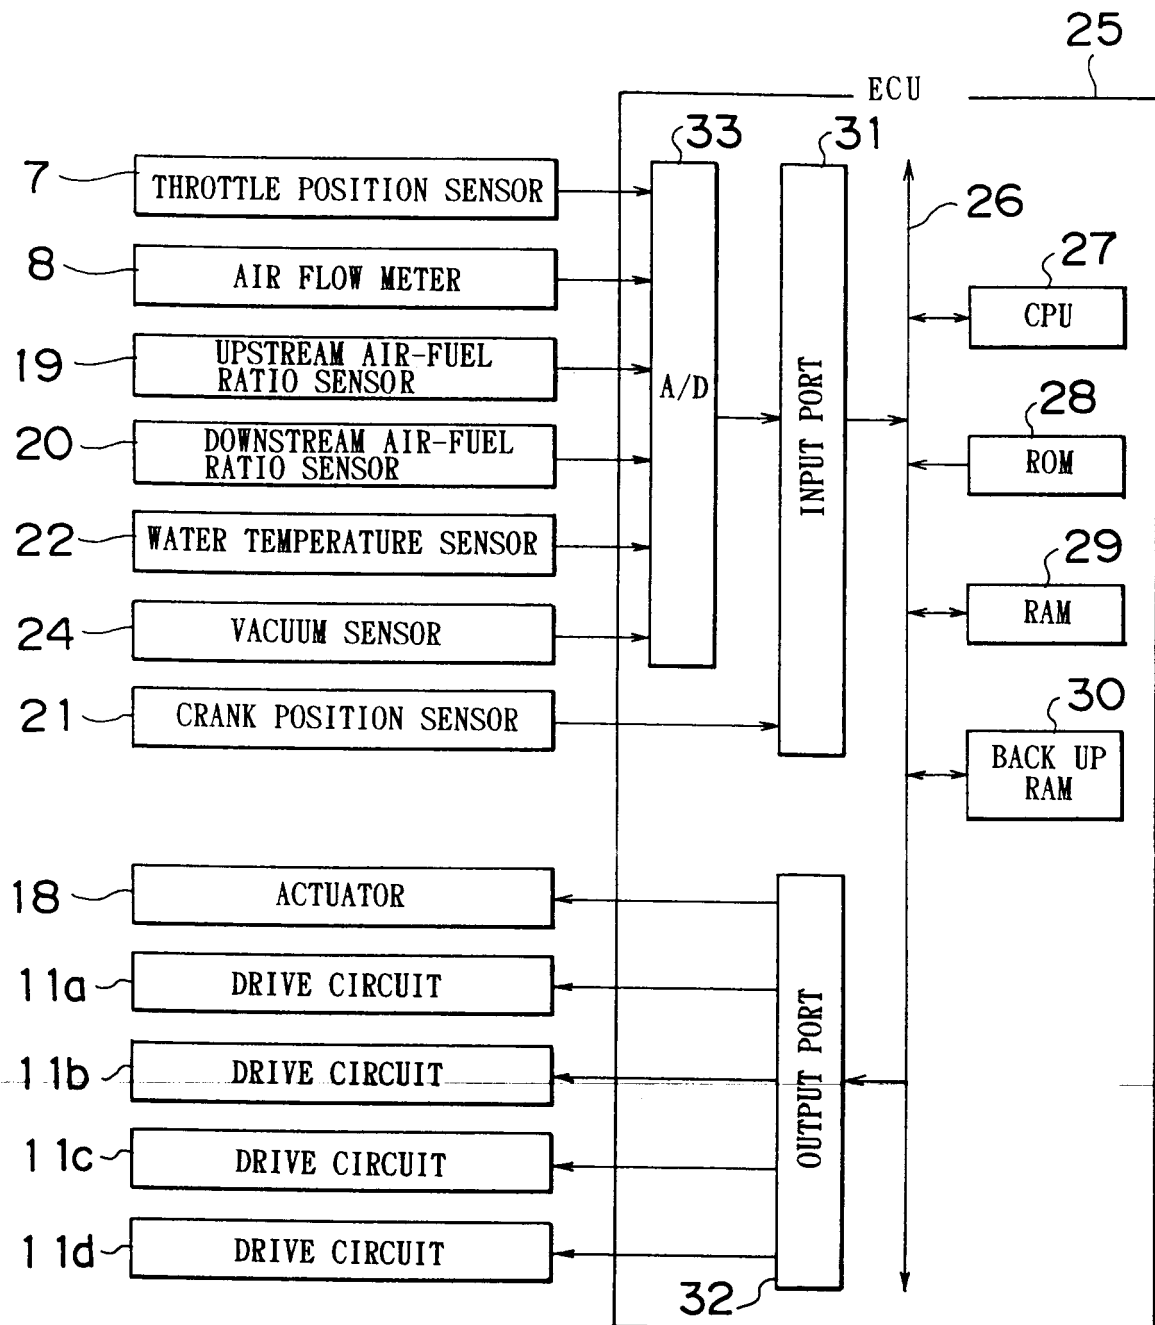 25
ECU
33
31
7
THROTTLE POSITION SENSOR
26
8
AIR FLOW METER
27
CPU
19
UPSTREAM AIR-FUEL
RATIO SENSOR
A/D
INPUT PORT
28
ROM
20
DOWNSTREAM AIR-FUEL
RATIO SENSOR
22
WATER TEMPERATURE SENSOR
29
RAM
24
VACUUM SENSOR
21
CRANK POSITION SENSOR
30
BACK UP
RAM
18
ACTUATOR
11a
DRIVE CIRCUIT
11b
DRIVE CIRCUIT
OUTPUT PORT
11c
DRIVE CIRCUIT
11d
DRIVE CIRCUIT
32